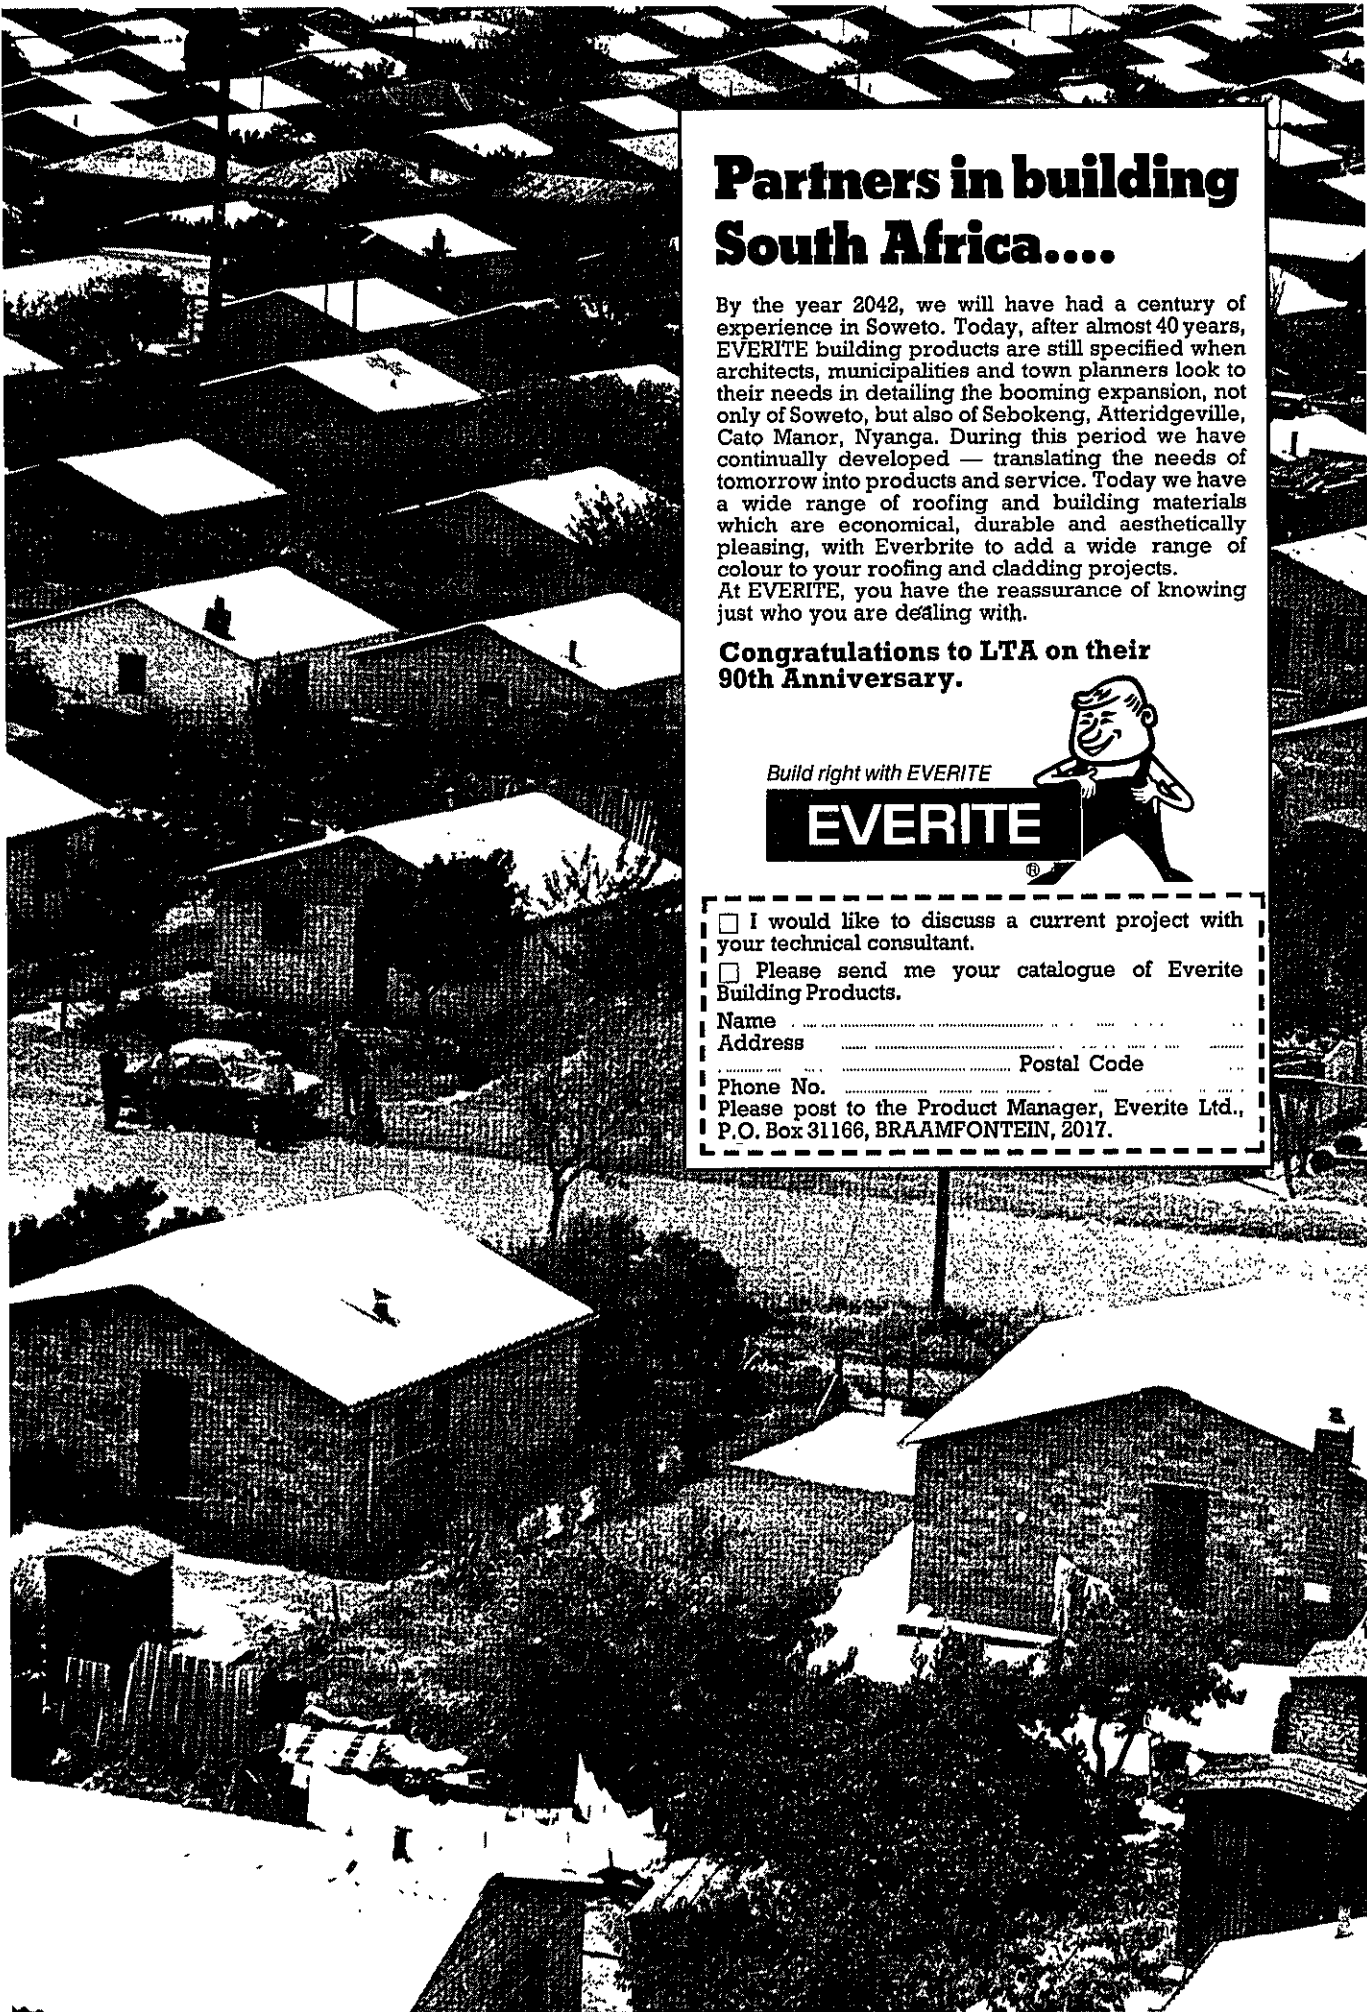 Partners in building
South Africa....
By the year 2042, we will have had a century of
experience in Soweto. Today, after almost 40 years,
EVERITE building products are still specified when
architects, municipalities and town planners look to
their needs in detailing the booming expansion, not
only of Soweto, but also of Sebokeng, Atteridgeville,
Cato Manor, Nyanga. During this period we have
continually developed — translating the needs of
tomorrow into products and service. Today we have
a wide range of roofing and building materials
which are economical, durable and aesthetically
pleasing, with Everbrite to add a wide range of
colour to your roofing and cladding projects.
At EVERITE, you have the reassurance of knowing
just who you are dealing with.
Congratulations to LTA on their
90th Anniversary.
Build right with EVERITE
EVERITE
®
I would like to discuss a current project with
your technical consultant.
Please send me your catalogue of Everite
Building Products.
Name
Address
Postal Code
Phone No.
Please post to the Product Manager, Everite Ltd.,
P.O. Box 31166, BRAAMFONTEIN, 2017.